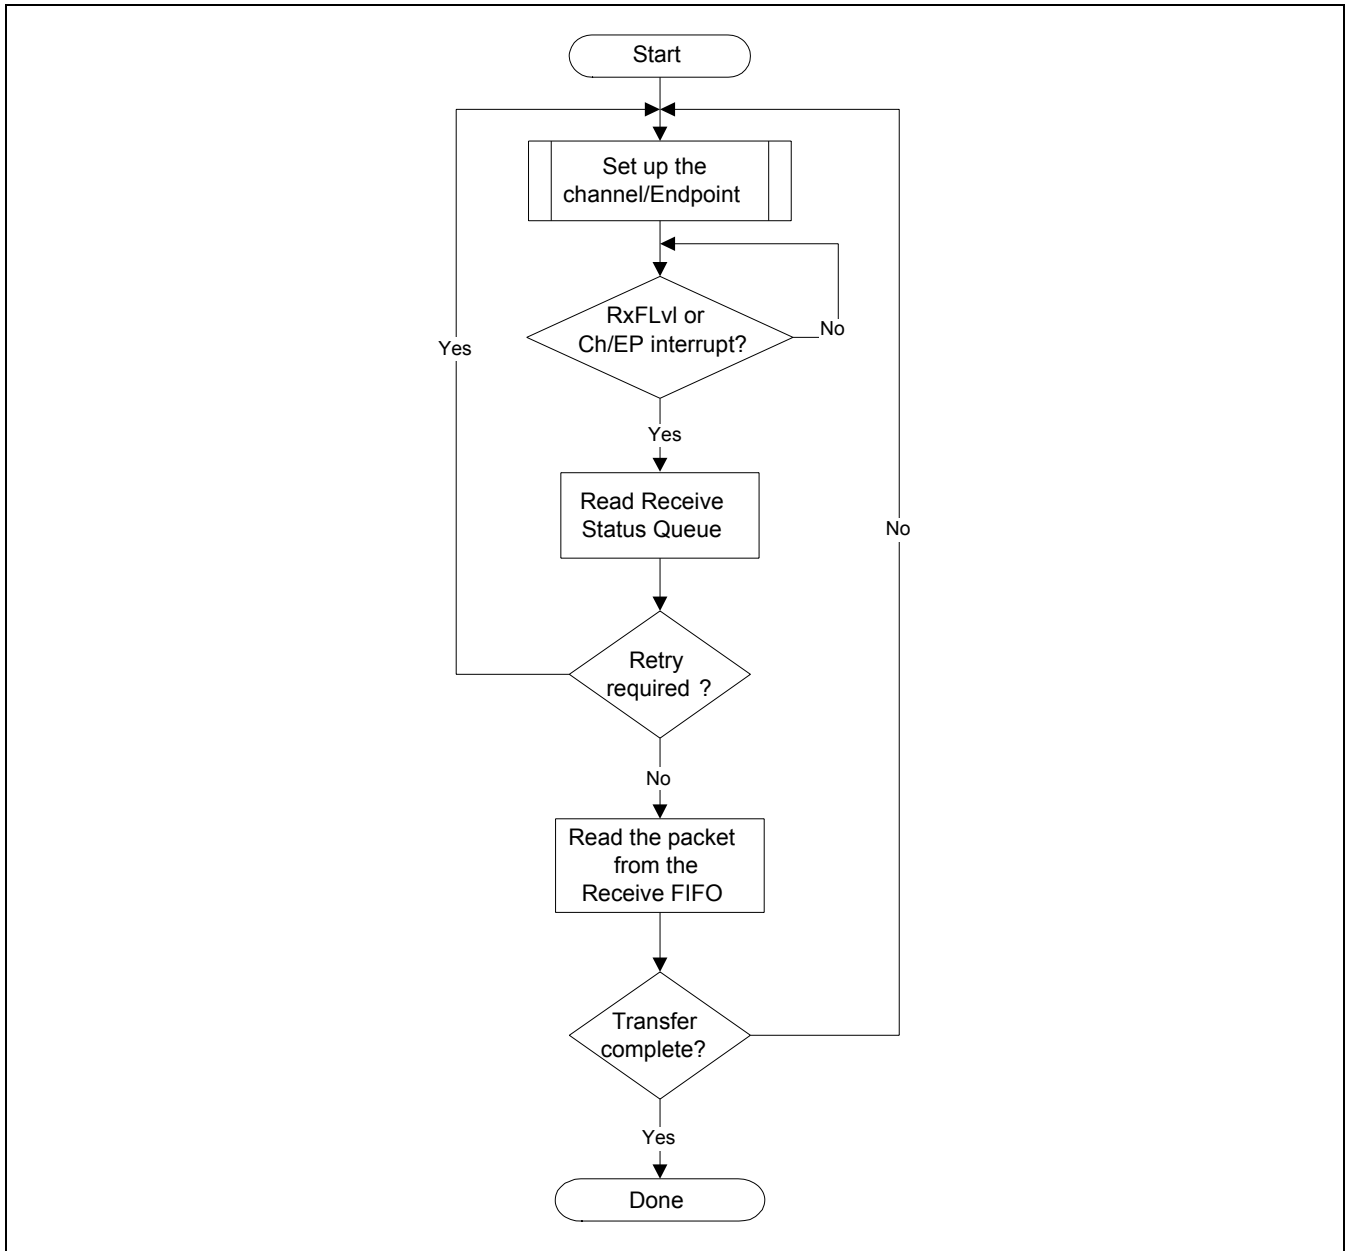 Start
Set up the
channel/Endpoint
RxFLvl or
Ch/EP interrupt?
No
Yes
Yes
Read Receive
Status Queue
No
Retry
required ?
No
Read the packet
from the
Receive FIFO
Transfer
complete?
Yes
Done